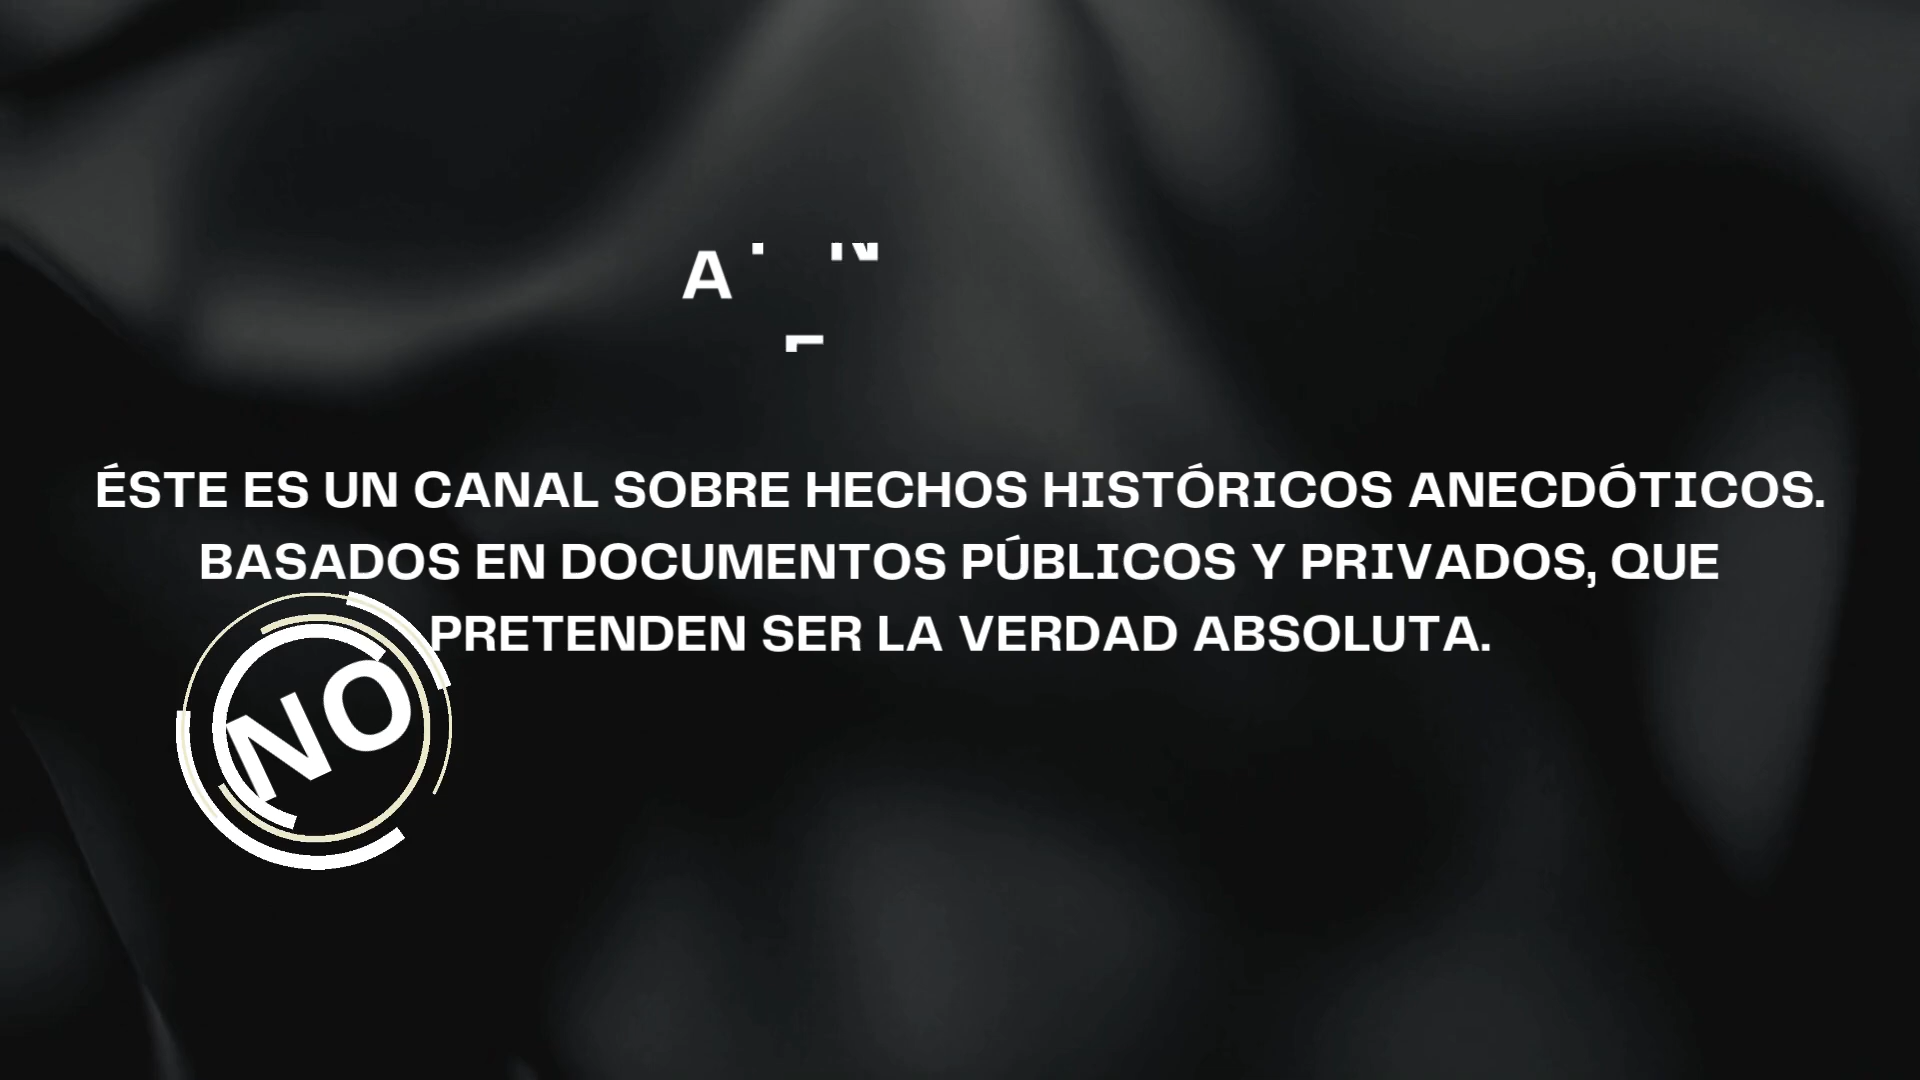 ÉSTE ES UN CANAL SOBRE HECHOS HISTÓRICOS ANECDÓTICOS.
BASADOS EN DOCUMENTOS PÚBLICOS Y PRIVADOS, QUE
PRETENDEN SER LA VERDAD ABSOLUTA.
NO